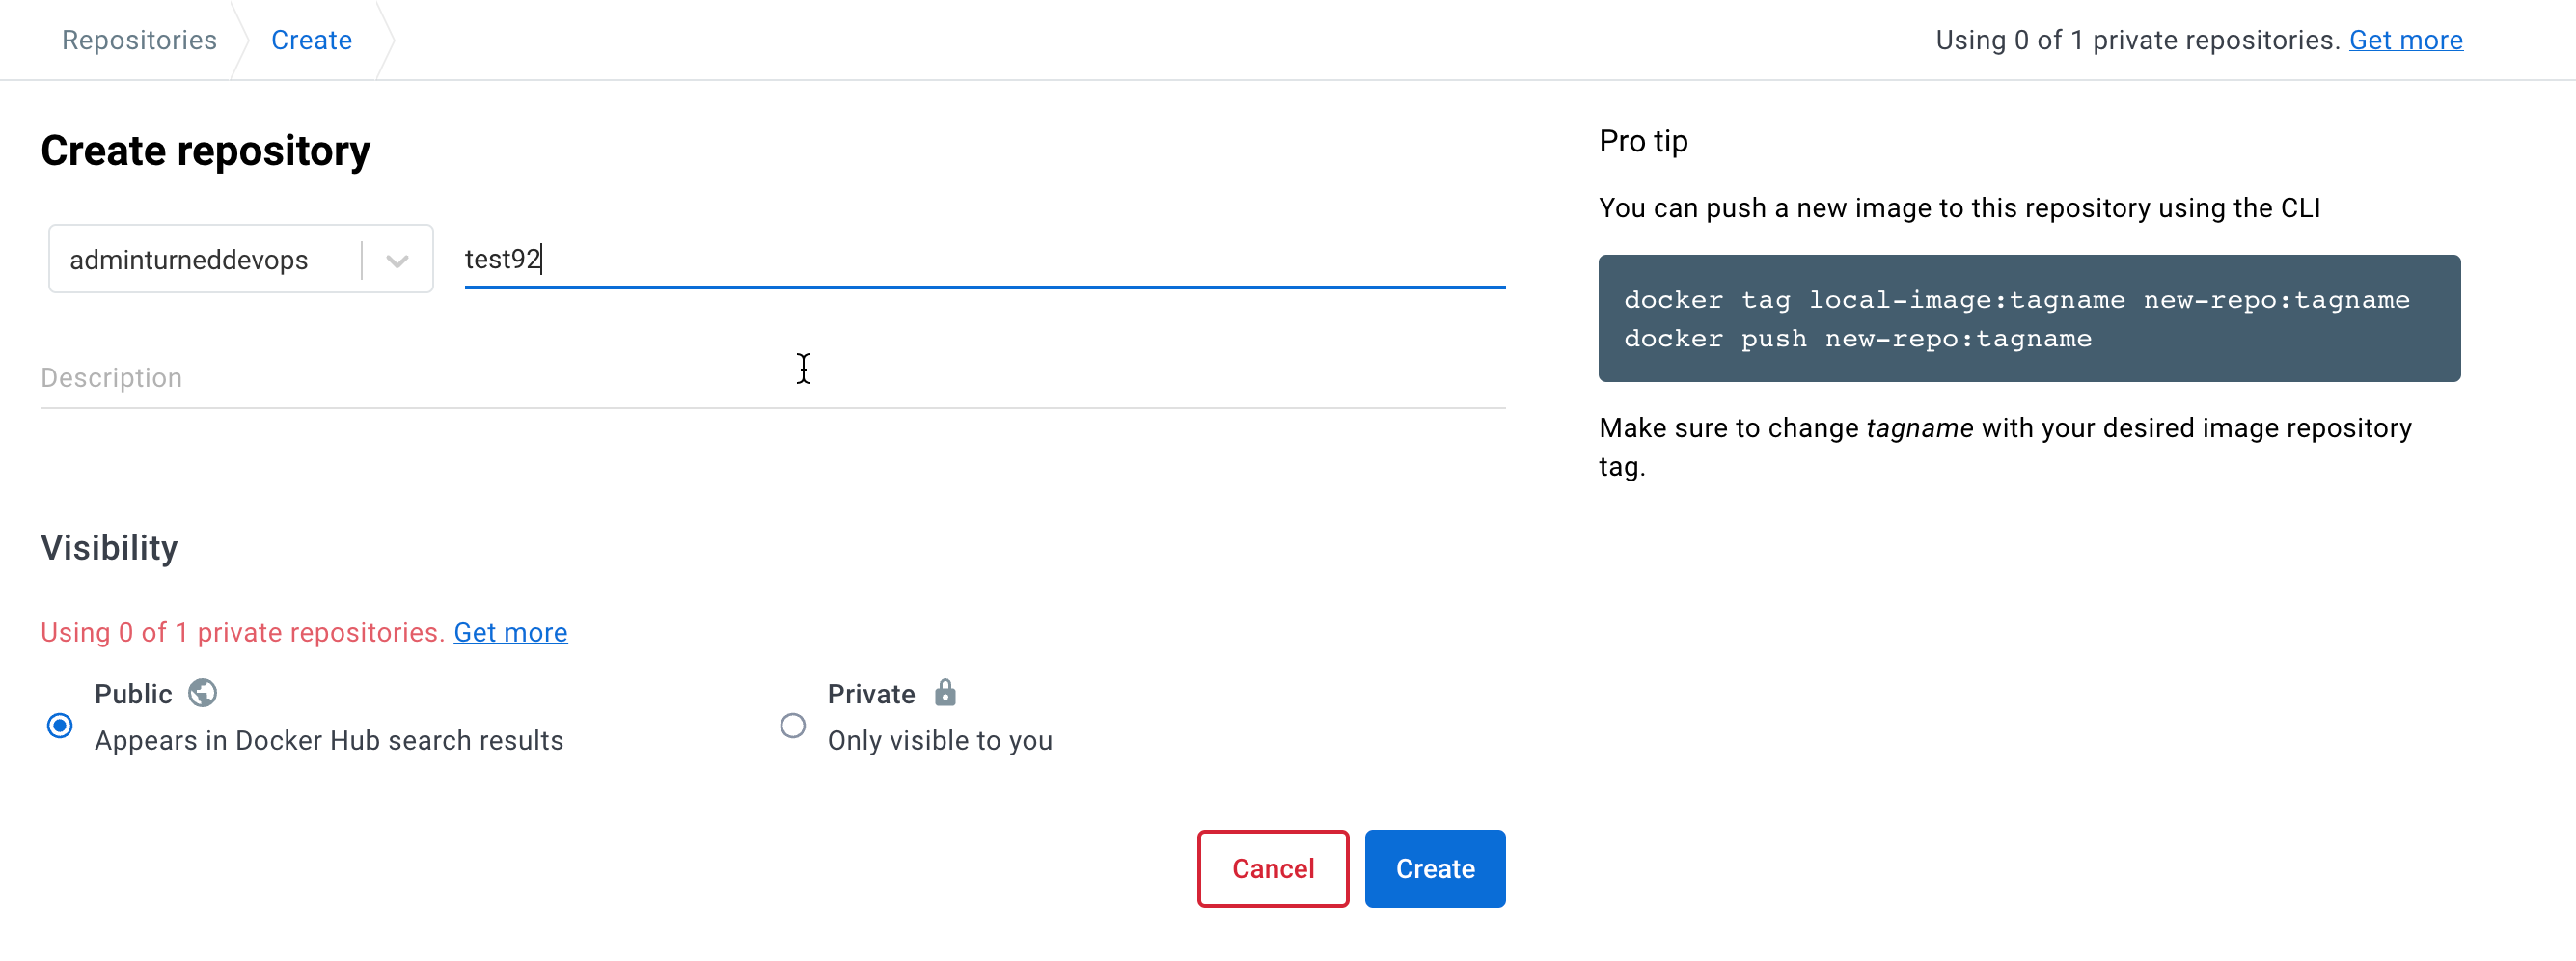 Repositories
Create
Using 0 of 1 private repositories. Get more
Create repository
adminturneddevops
test92
Description
Visibility
Using 0 of 1 private repositories. Get more
Public
Appears in Docker Hub search results
Private
Only visible to you
Cancel
Create
Pro tip
You can push a new image to this repository using the CLI
docker tag local-image:tagname new-repo:tagname
docker push new-repo:tagname
Make sure to change tagname with your desired image repository
tag.